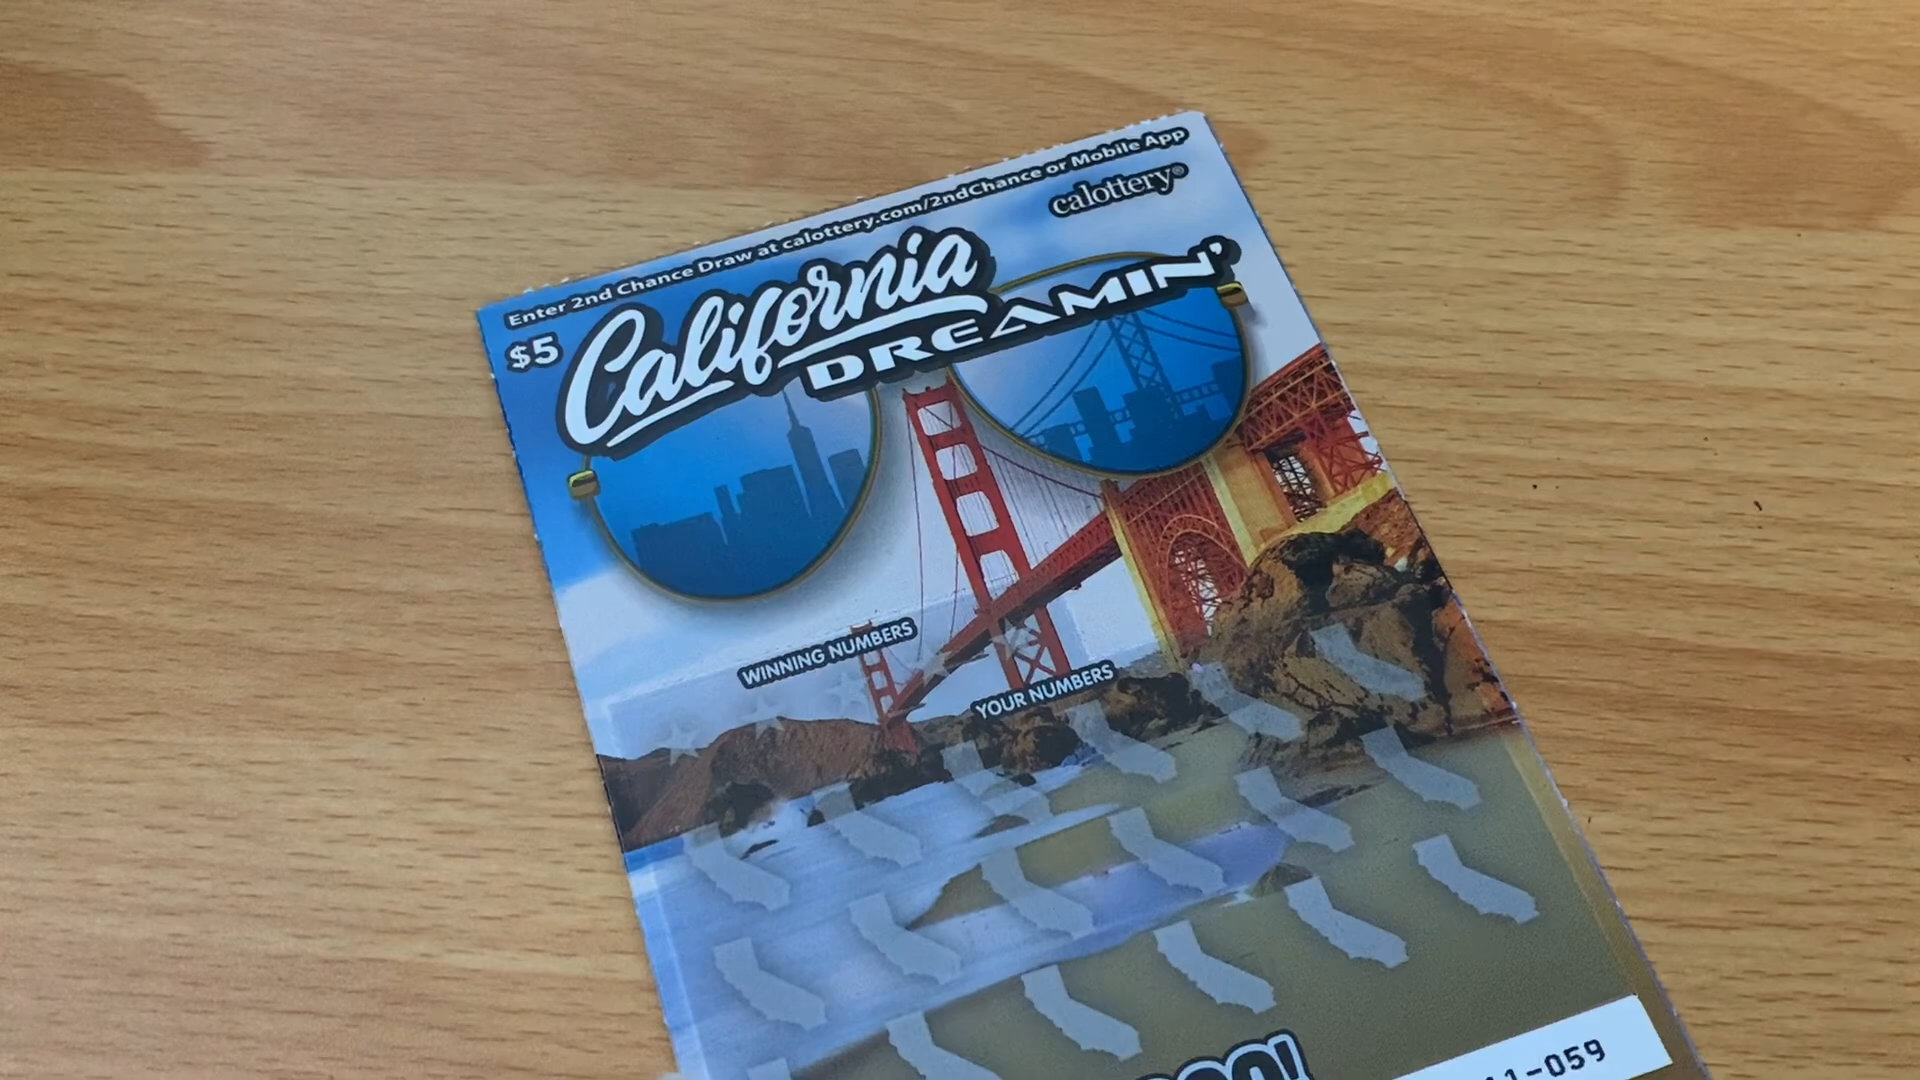 Enter 2nd Chance Draw at calottery.com/2ndChance or Mobile App
calottery®
$5
California
DREAMIN'
WINNING NUMBERS
YOUR NUMBERS
-059